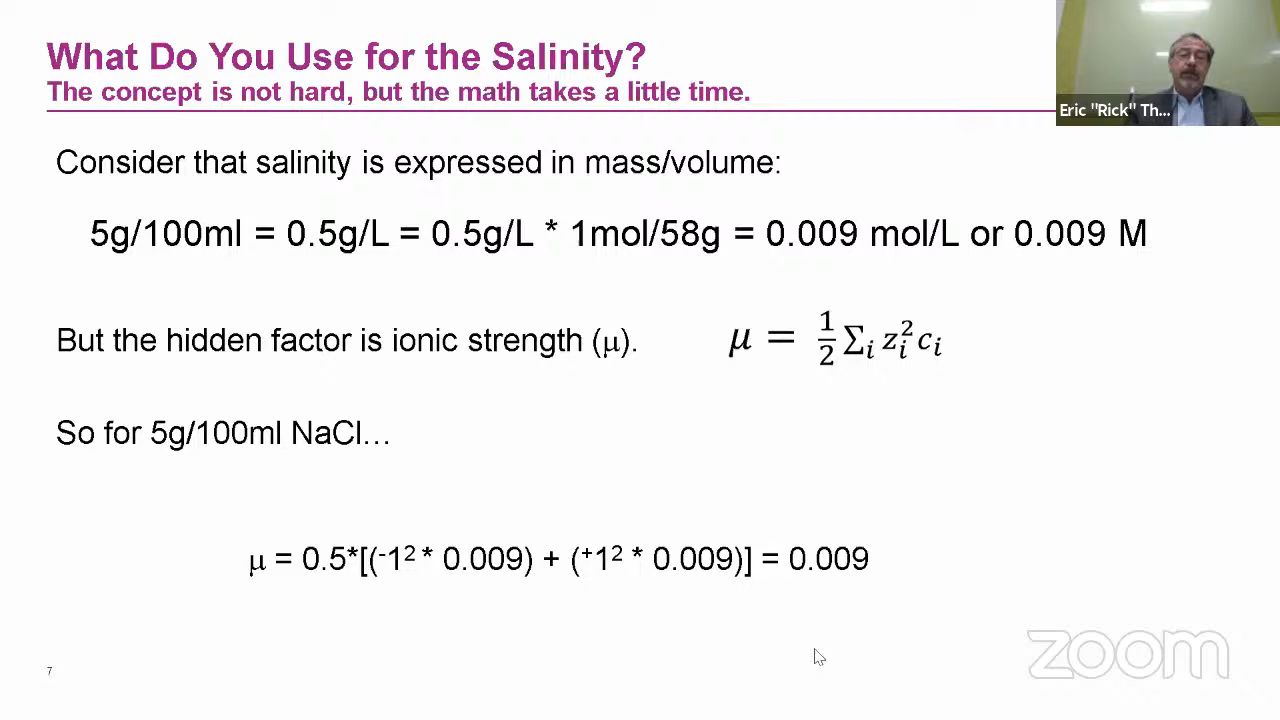 What Do You Use for the Salinity?
The concept is not hard, but the math takes a little time.
Eric "Rick" Th...
Consider that salinity is expressed in mass/volume:
5g/100ml = 0.5g/L = 0.5g/L * 1mol/58g = 0.009 mol/L or 0.009 M
But the hidden factor is ionic strength (μ). μ = ½ ∑ᵢ zᵢ² cᵢ
So for 5g/100ml NaCl…
μ = 0.5*[(⁻1² * 0.009) + (⁺1² * 0.009)] = 0.009
zoom
7